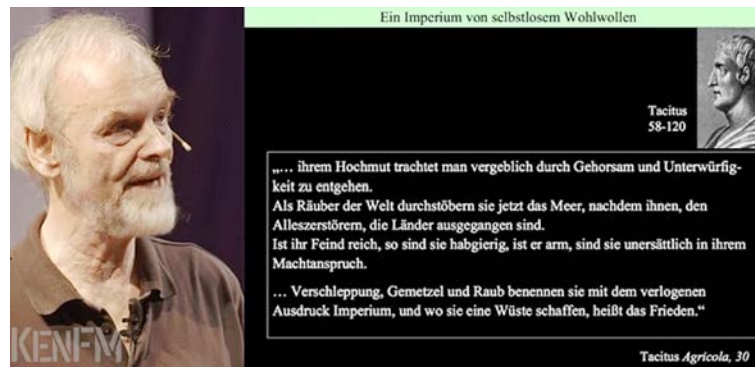 Ein Imperium von selbstlosem Wohlwollen
Tacitus
58-120
„... ihrem Hochmut trachtet man vergeblich durch Gehorsam und Unterwürfig-
keit zu entgehen.
Als Räuber der Welt durchstöbern sie jetzt das Meer, nachdem ihnen, den
Alleszerstörern, die Länder ausgegangen sind.
Ist ihr Feind reich, so sind sie habgierig, ist er arm, sind sie unersättlich in ihrem
Machtanspruch.
... Verschleppung, Gemetzel und Raub benennen sie mit dem verlogenen
Ausdruck Imperium, und wo sie eine Wüste schaffen, heißt das Frieden.“
Tacitus Agricola, 30
KENFM